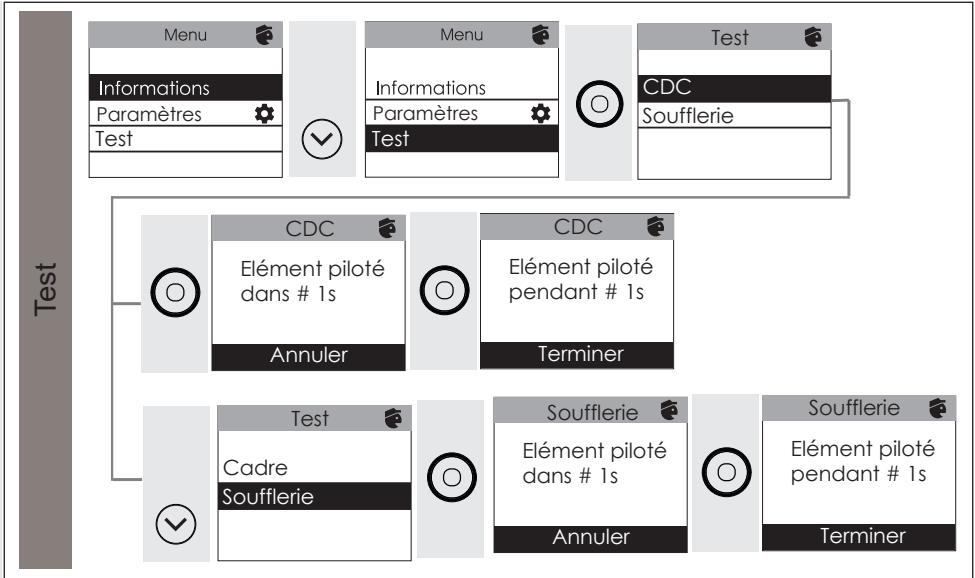 Test
Menu
Informations
Paramètres
Test
Menu
Informations
Paramètres
Test
Test
CDC
Soufflerie
CDC
Elément piloté
dans # 1s
Annuler
CDC
Elément piloté
pendant # 1s
Terminer
Test
Cadre
Soufflerie
Soufflerie
Elément piloté
dans # 1s
Annuler
Soufflerie
Elément piloté
pendant # 1s
Terminer